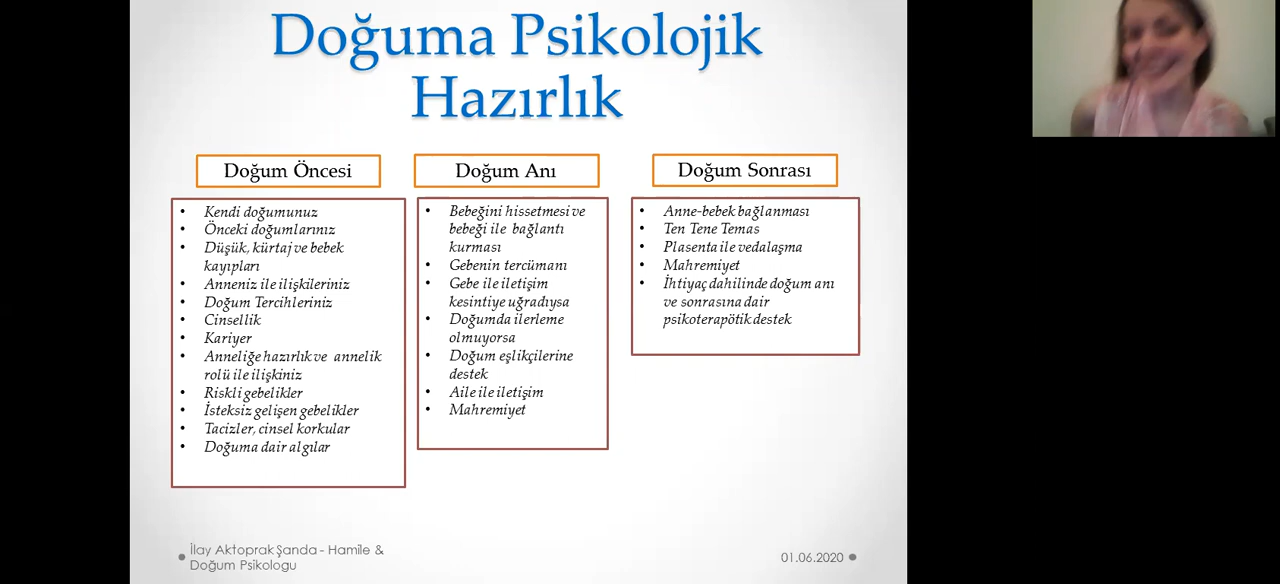 Doğuma Psikolojik
Hazırlık
Doğum Öncesi
• Kendi doğumunuz
• Önceki doğumlarınız
• Düşük, kürtaj ve bebek
kayıpları
• Anneniz ile ilişkileriniz
• Doğum Tercihleriniz
• Cinsellik
• Kariyer
• Anneliğe hazırlık ve annelik
rolü ile ilişkiniz
• Riskli gebelikler
• İsteksiz gelişen gebelikler
• Tacizler, cinsel korkular
• Doğuma dair algılar
Doğum Anı
• Bebeğini hissetmesi ve
bebeği ile bağlantı
kurması
• Gebenin tercümanı
• Gebe ile iletişim
kesintiye uğradıysa
• Doğumda ilerleme
olmuyorsa
• Doğum eşlikçilerine
destek
• Aile ile iletişim
• Mahremiyet
Doğum Sonrası
• Anne-bebek bağlanması
• Ten Tene Temas
• Plasenta ile vedalaşma
• Mahremiyet
• İhtiyaç dahilinde doğum anı
ve sonrasına dair
psikoterapötik destek
• İlay Aktoprak Şanda - Hamile &
Doğum Psikologu
01.06.2020 •